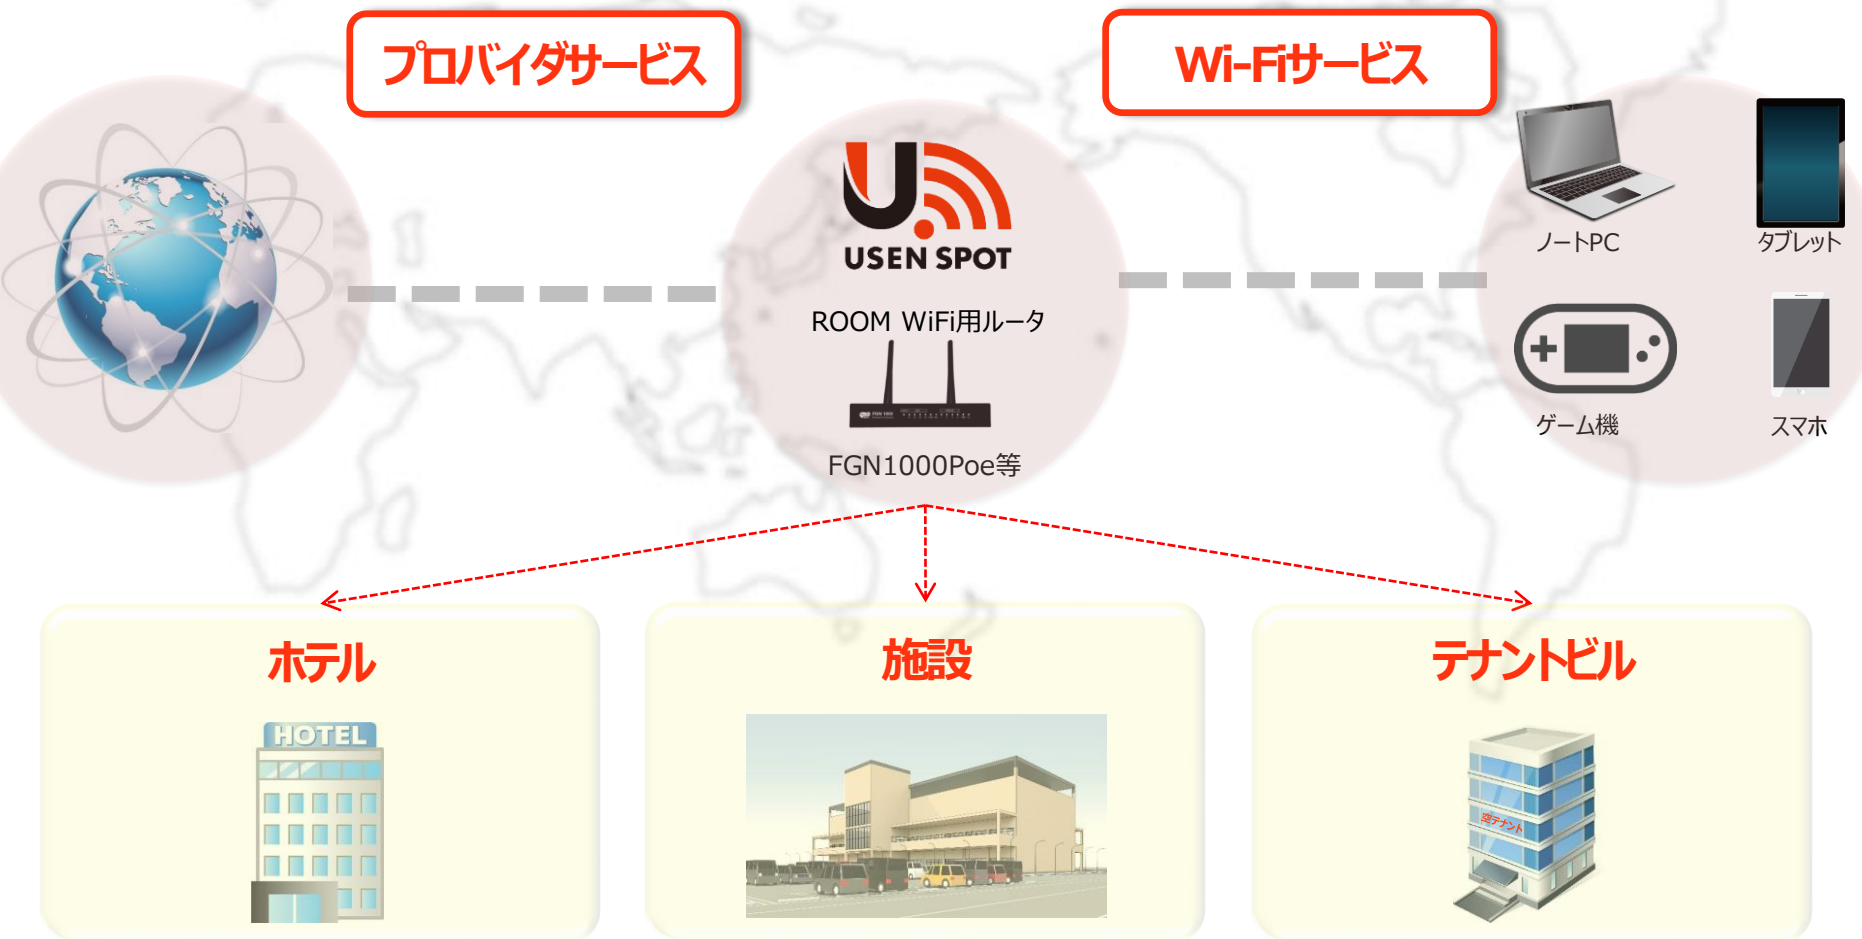 プロバイダサービス
Wi-Fiサービス
USEN SPOT
ノートPC
タブレット
ROOM WiFi用ルータ
ゲーム機
スマホ
FGN1000Poe等
ホテル
施設
テナントビル
HOTEL
空テナント